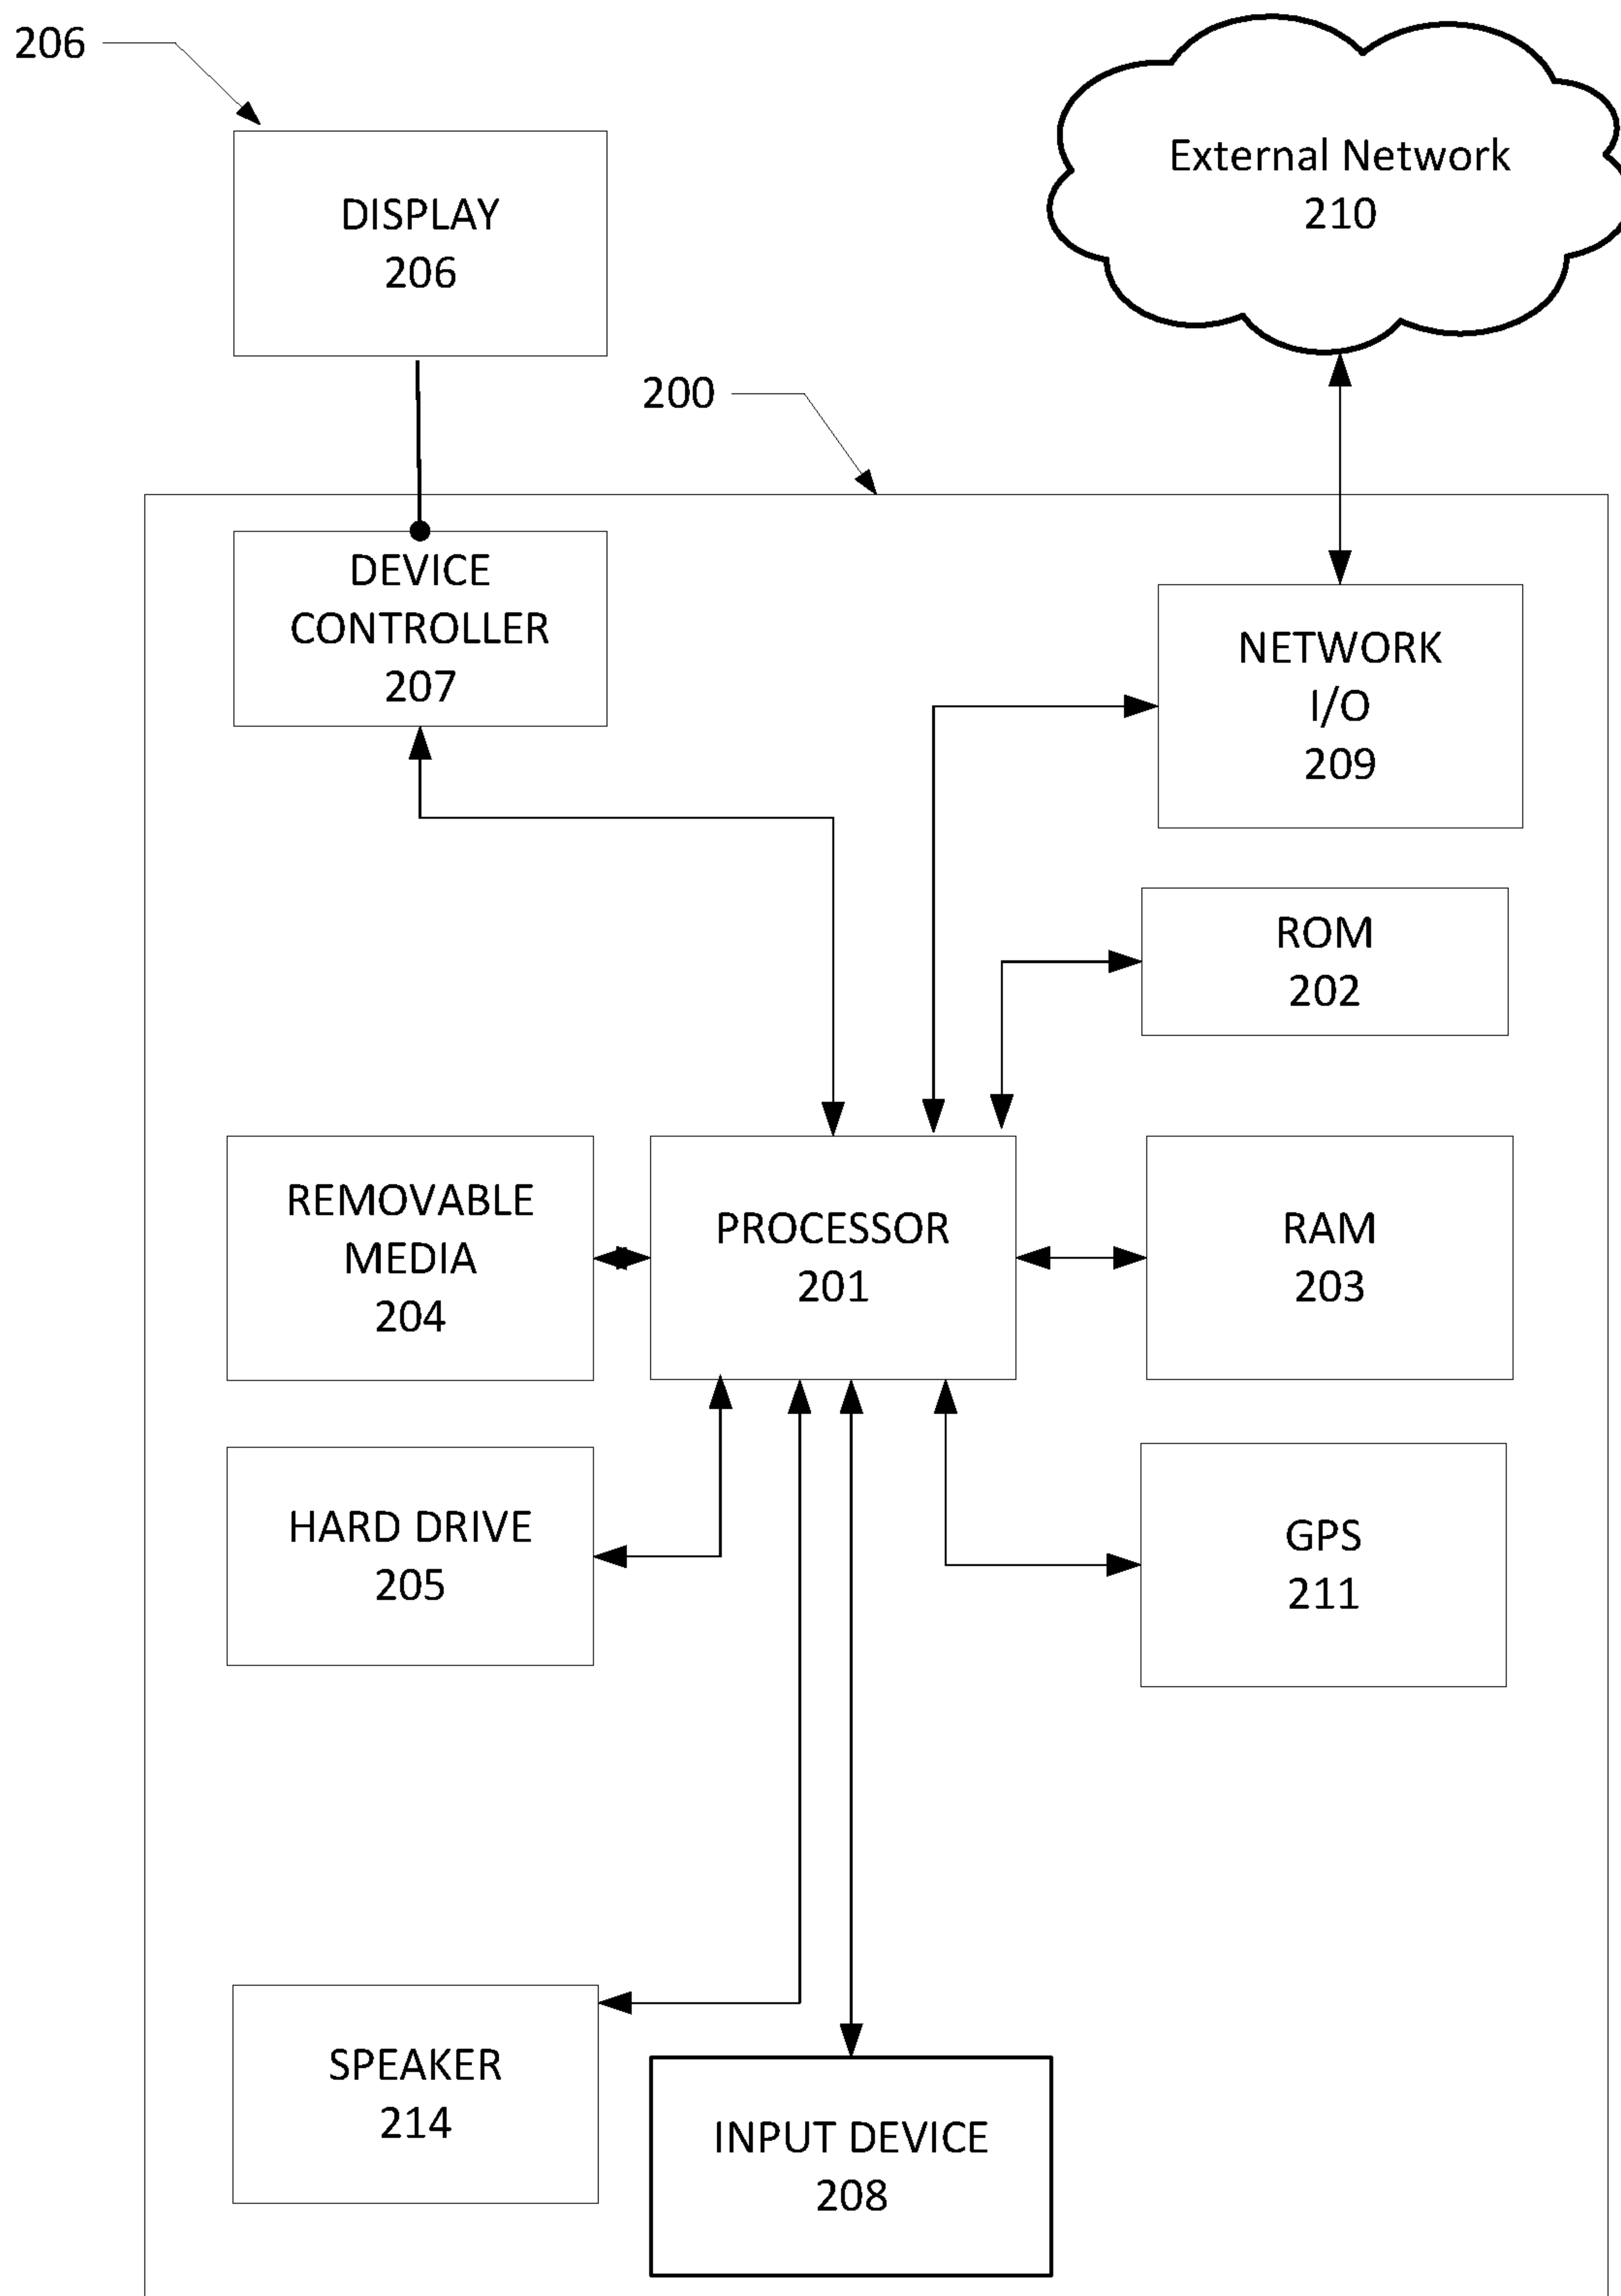 206
DISPLAY
206
External Network
210
200
DEVICE
CONTROLLER
207
NETWORK
I/O
209
ROM
202
REMOVABLE
MEDIA
204
PROCESSOR
201
RAM
203
HARD DRIVE
205
GPS
211
SPEAKER
214
INPUT DEVICE
208